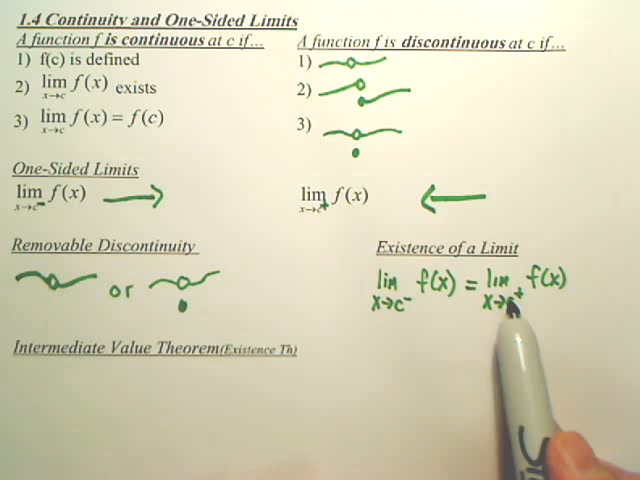 1.4 Continuity and One-Sided Limits
A function f is continuous at c if…
1) f(c) is defined
2) lim x→c f(x) exists
3) lim x→c f(x) = f(c)
A function f is discontinuous at c if…
1)
2)
3)
One-Sided Limits
lim x→c⁻ f(x)
lim x→c⁺ f(x)
Removable Discontinuity
or
Existence of a Limit
lim x→c⁻ f(x) = lim x→c⁺ f(x)
Intermediate Value Theorem(Existence Th)